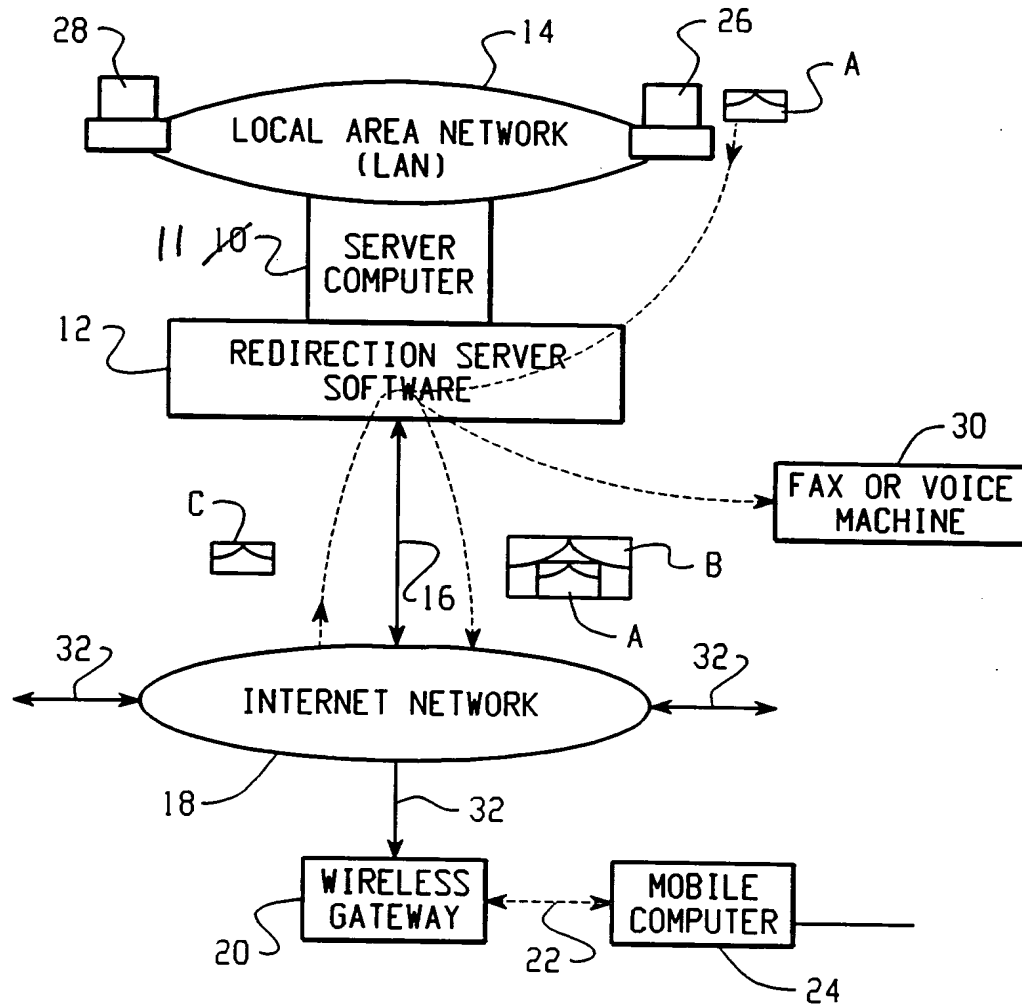 28
14
26
A
LOCAL AREA NETWORK
(LAN)
11 10
SERVER
COMPUTER
12
REDIRECTION SERVER
SOFTWARE
30
FAX OR VOICE
MACHINE
C
B
16
A
32
32
INTERNET NETWORK
18
32
WIRELESS
GATEWAY
MOBILE
COMPUTER
20
22
24